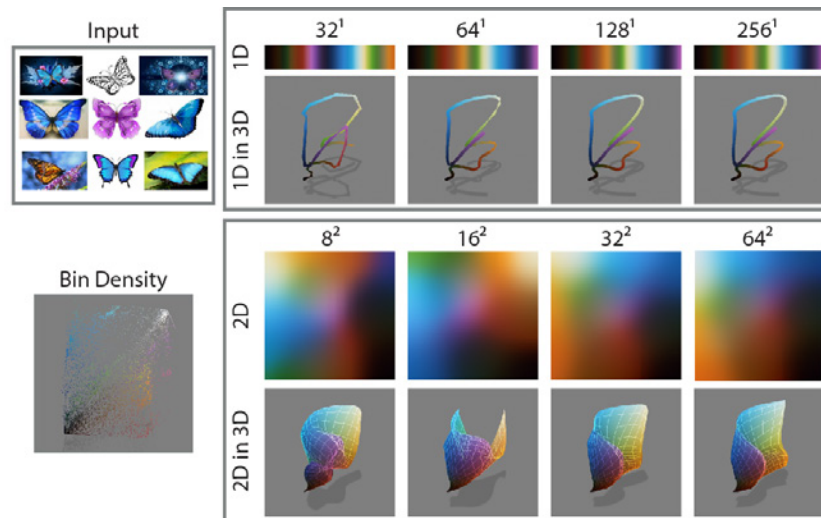 Input
32¹ 64¹ 128¹ 256¹
1D
1D in 3D
Bin Density
8² 16² 32² 64²
2D
2D in 3D